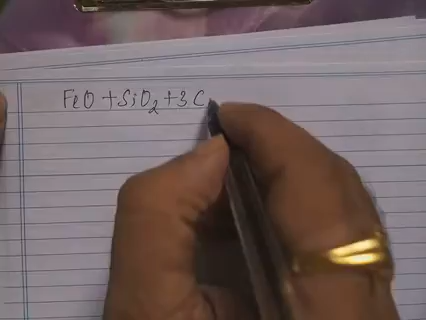 FeO + SiO₂ + 3C